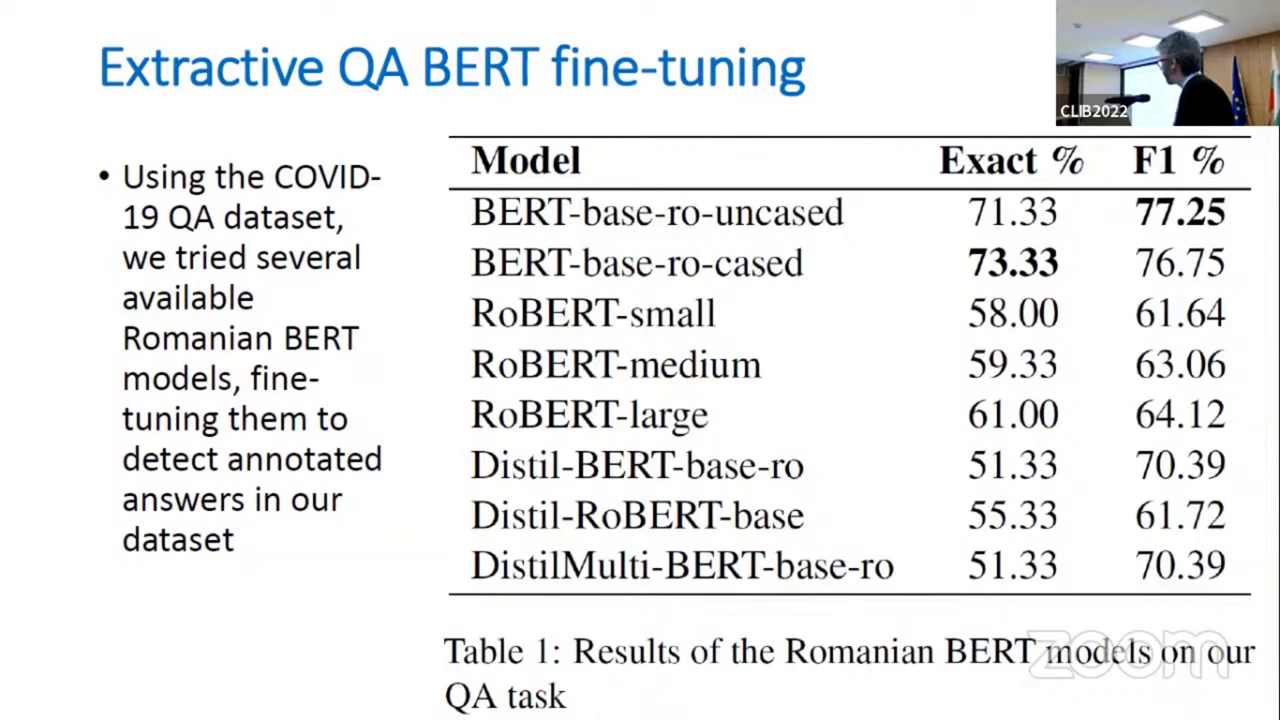 Extractive QA BERT fine-tuning
CLIB2022
• Using the COVID-
19 QA dataset,
we tried several
available
Romanian BERT
models, fine-
tuning them to
detect annotated
answers in our
dataset
Model Exact % F1 %
BERT-base-ro-uncased 71.33 77.25
BERT-base-ro-cased 73.33 76.75
RoBERT-small 58.00 61.64
RoBERT-medium 59.33 63.06
RoBERT-large 61.00 64.12
Distil-BERT-base-ro 51.33 70.39
Distil-RoBERT-base 55.33 61.72
DistilMulti-BERT-base-ro 51.33 70.39
Table 1: Results of the Romanian BERT models on our
QA task
zoom